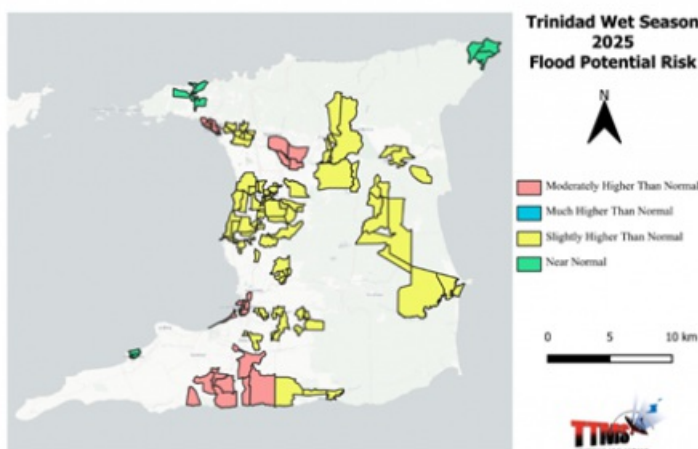 Trinidad Wet Season
2025
Flood Potential Risk
N
Moderately Higher Than Normal
Much Higher Than Normal
Slightly Higher Than Normal
Near Normal
0 5 10 km
TTMS